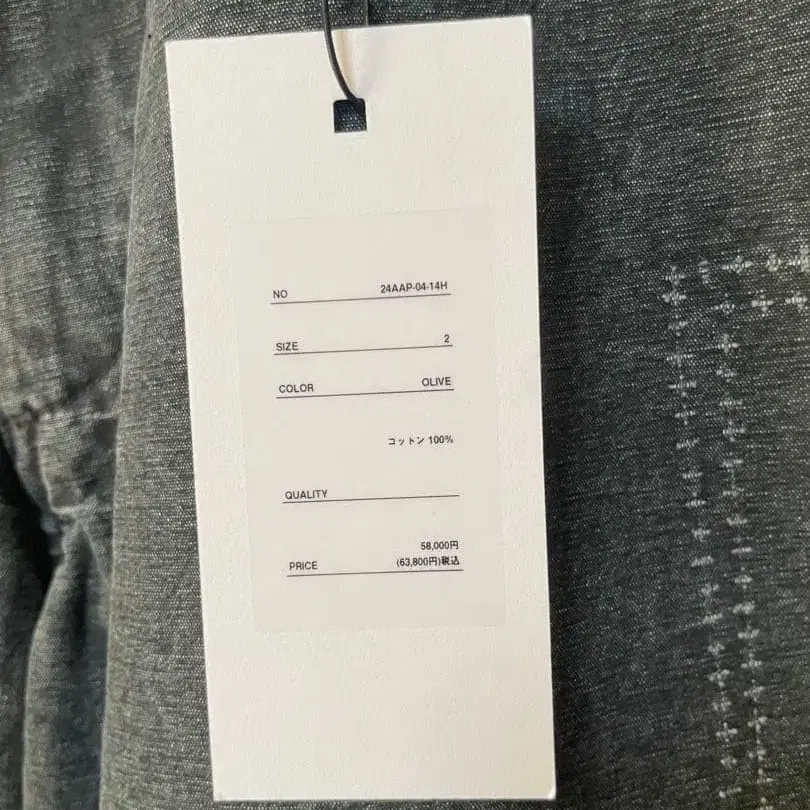 NO 24AAP-04-14H
SIZE 2
COLOR OLIVE
コットン 100%
QUALITY
58,000円
PRICE (63,800円)税込